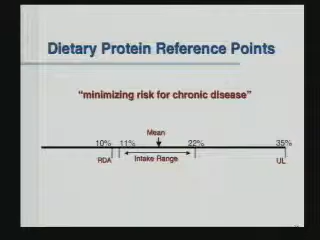 Dietary Protein Reference Points
"minimizing risk for chronic disease"
Mean
10% 11% 22% 35%
RDA Intake Range UL